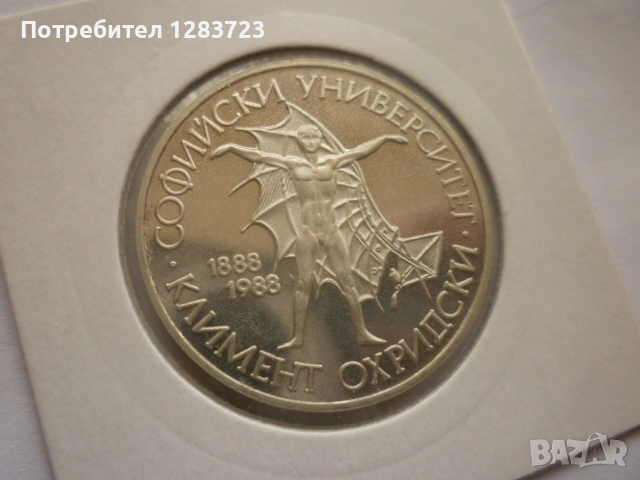 Потребител 1283723
· СОФИЙСКИ УНИВЕРСИТЕТ ·
КЛИМЕНТ ОХРИДСКИ
1888
1988
BAZAR